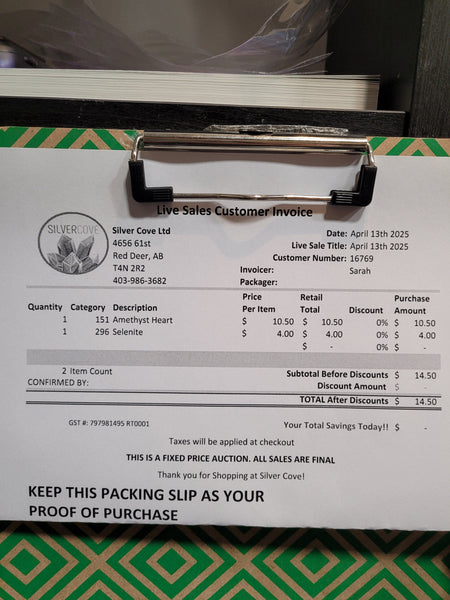 Live Sales Customer Invoice
SILVERCOVE
Silver Cove Ltd
4656 61st
Red Deer, AB
T4N 2R2
403-986-3682
Date: April 13th 2025
Live Sale Title: April 13th 2025
Customer Number: 16769
Invoicer: Sarah
Packager:
Quantity Category Description Price Per Item Retail Total Discount Purchase Amount
1 151 Amethyst Heart $ 10.50 $ 10.50 0% $ 10.50
1 296 Selenite $ 4.00 $ 4.00 0% $ 4.00
$ - 0% $ -
2 Item Count Subtotal Before Discounts $ 14.50
CONFIRMED BY: Discount Amount $ -
TOTAL After Discounts $ 14.50
GST #: 797981495 RT0001 Your Total Savings Today!! $ -
Taxes will be applied at checkout
THIS IS A FIXED PRICE AUCTION. ALL SALES ARE FINAL
Thank you for Shopping at Silver Cove!
KEEP THIS PACKING SLIP AS YOUR
PROOF OF PURCHASE